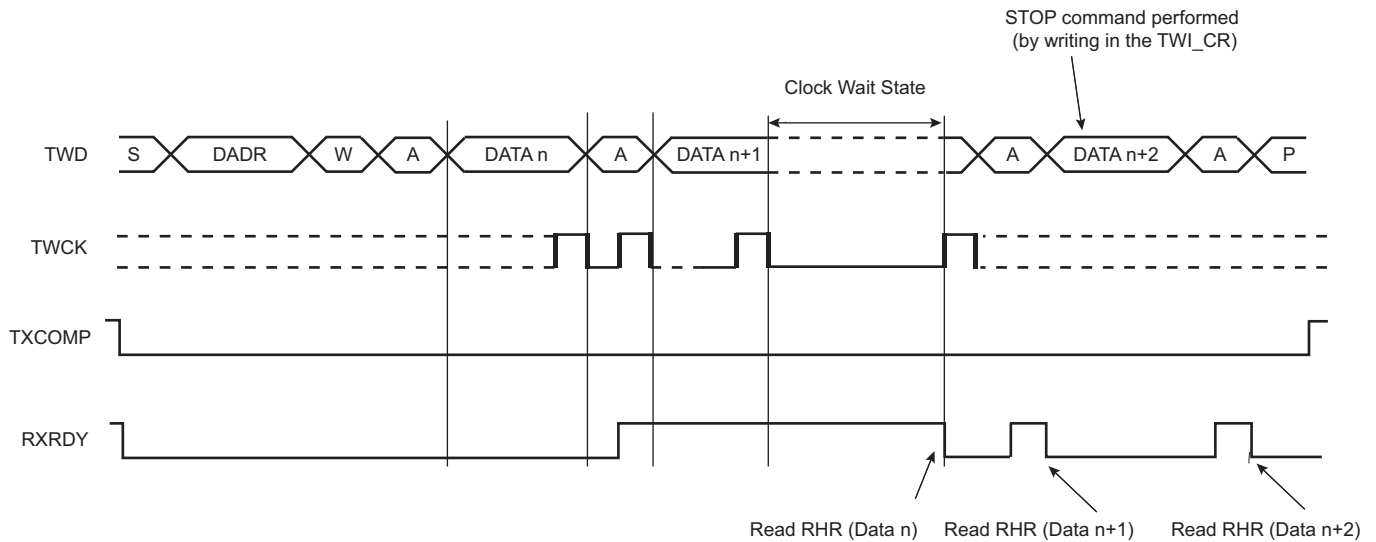 STOP command performed
(by writing in the TWI_CR)
Clock Wait State
TWD S DADR W A DATA n A DATA n+1 A DATA n+2 A P
TWCK
TXCOMP
RXRDY
Read RHR (Data n) Read RHR (Data n+1) Read RHR (Data n+2)